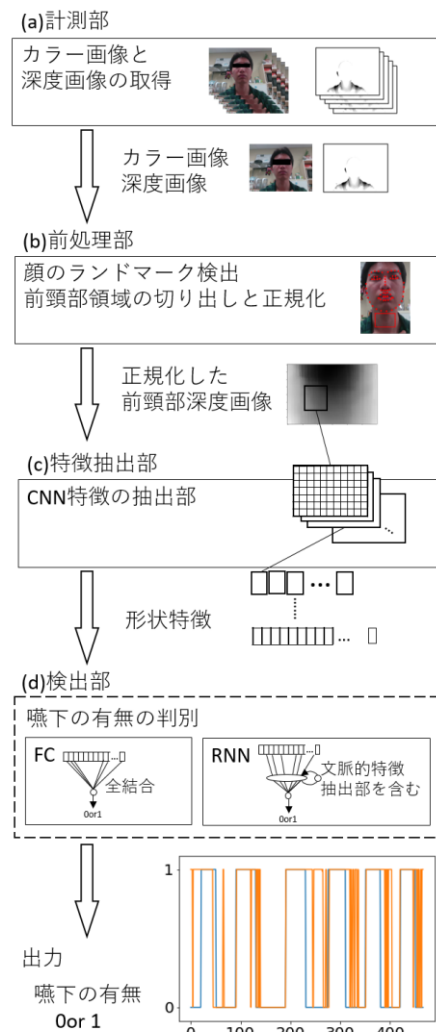 (a)計測部
カラー画像と
深度画像の取得
カラー画像
深度画像
(b)前処理部
顔のランドマーク検出
前頸部領域の切り出しと正規化
正規化した
前頸部深度画像
(c)特徴抽出部
CNN特徴の抽出部
形状特徴
(d)検出部
嚥下の有無の判別
FC
全結合
0or1
RNN
文脈的特徴
抽出部を含む
0or1
出力
嚥下の有無
0or 1
1
0
0 100 200 300 400